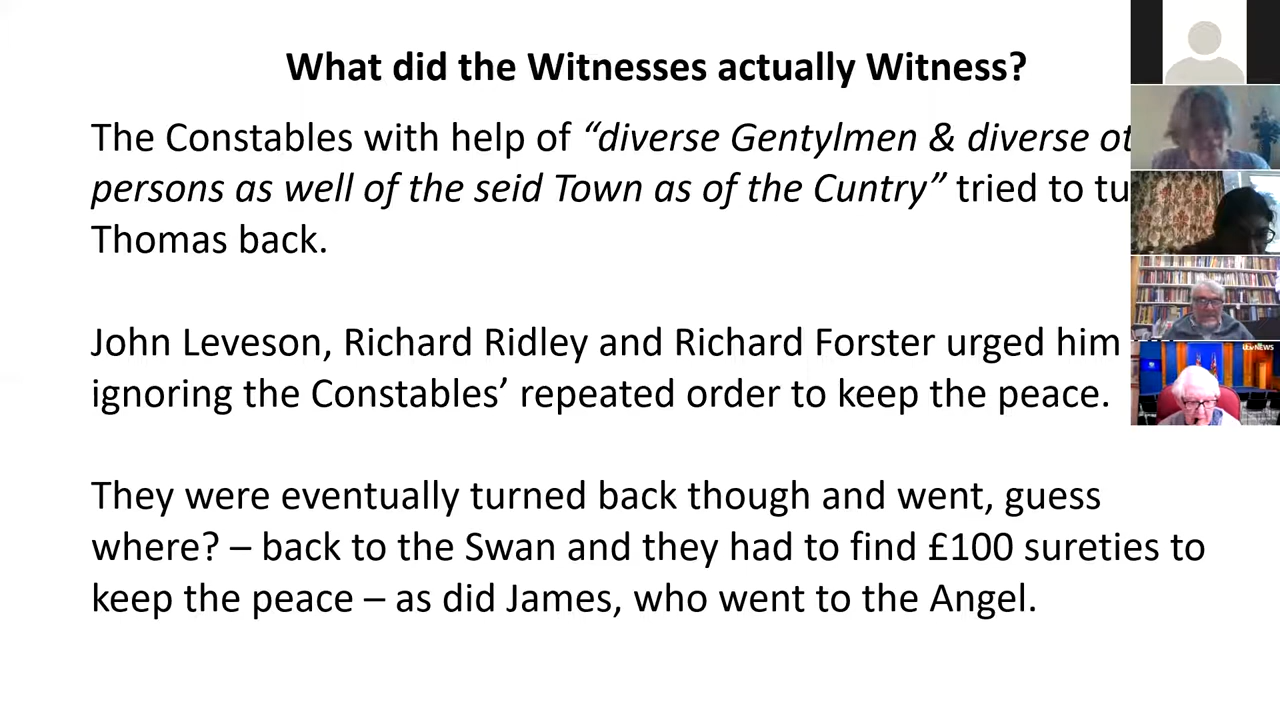 What did the Witnesses actually Witness?
The Constables with help of “diverse Gentylmen & diverse
persons as well of the seid Town as of the Cuntry” tried to
Thomas back.
John Leveson, Richard Ridley and Richard Forster urged him
ignoring the Constables’ repeated order to keep the peace.
They were eventually turned back though and went, guess
where? – back to the Swan and they had to find £100 sureties to
keep the peace – as did James, who went to the Angel.
itv NEWS